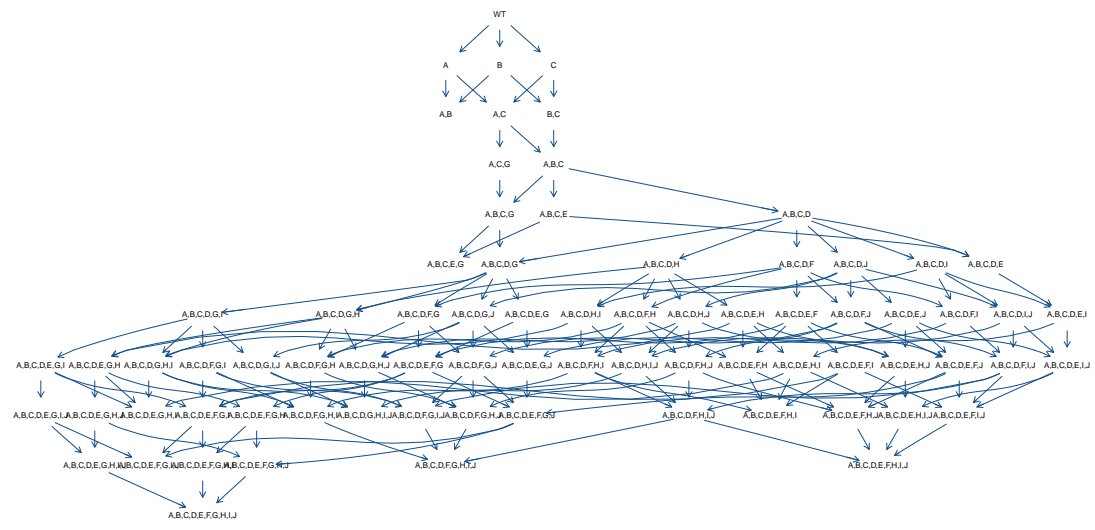 WT
A B C
A,B A,C B,C
A,C,G A,B,C
A,B,C,G A,B,C,E A,B,C,D
A,B,C,E,G A,B,C,D,G A,B,C,D,H A,B,C,D,F A,B,C,D,J A,B,C,D,I A,B,C,D,E
A,B,C,D,G,I A,B,C,D,G,H A,B,C,D,F,G A,B,C,D,G,J A,B,C,D,E,G A,B,C,D,H,I A,B,C,D,F,H A,B,C,D,H,J A,B,C,D,E,H A,B,C,D,E,F A,B,C,D,F,J A,B,C,D,E,J A,B,C,D,F,I A,B,C,D,I,J A,B,C,D,E,I
A,B,C,D,E,G,I A,B,C,D,E,G,H A,B,C,D,G,H,I A,B,C,D,F,G,I A,B,C,D,G,I,J A,B,C,D,F,G,H A,B,C,D,G,H,J A,B,C,D,E,F,G A,B,C,D,F,G,J A,B,C,D,E,G,J A,B,C,D,F,H,I A,B,C,D,H,I,J A,B,C,D,F,H,J A,B,C,D,E,F,H A,B,C,D,E,H,I A,B,C,D,E,F,I A,B,C,D,E,H,J A,B,C,D,E,F,J A,B,C,D,F,I,J A,B,C,D,E,I,J
A,B,C,D,E,G,I,J A,B,C,D,E,G,H,J A,B,C,D,E,G,H,I A,B,C,D,E,F,G,I A,B,C,D,E,F,G,H A,B,C,D,F,G,H,I A,B,C,D,G,H,I,J A,B,C,D,F,G,I,J A,B,C,D,F,G,H,J A,B,C,D,E,F,G,J A,B,C,D,F,H,I,J A,B,C,D,E,F,H,I A,B,C,D,E,F,H,J A,B,C,D,E,H,I,J A,B,C,D,E,F,I,J
A,B,C,D,E,G,H,I,J A,B,C,D,E,F,G,I,J A,B,C,D,E,F,G,H,I A,B,C,D,E,F,G,H,J A,B,C,D,F,G,H,I,J A,B,C,D,E,F,H,I,J
A,B,C,D,E,F,G,H,I,J